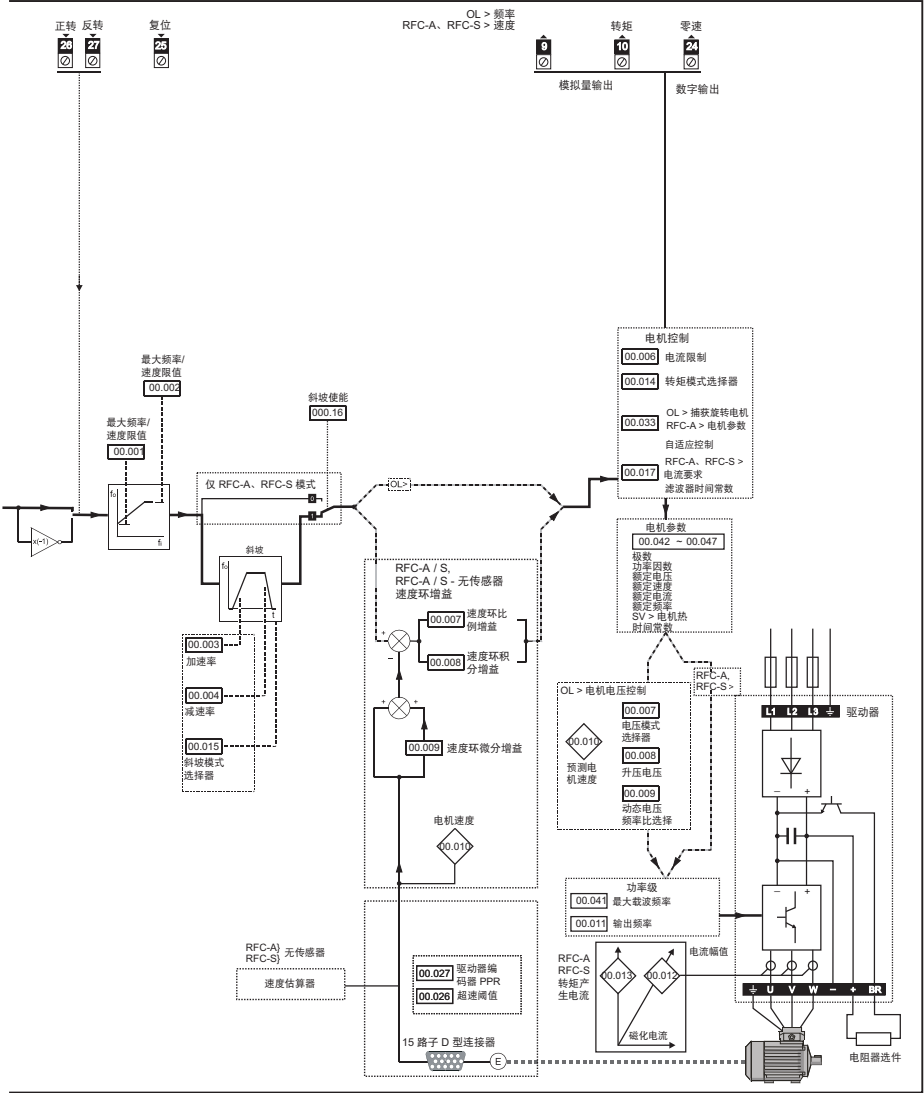 正转 反转
复位
OL > 频率
RFC-A、RFC-S > 速度
转矩
零速
26
27
25
9
10
24
模拟量输出
数字输出
最大频率/
速度限值
00.002
最大频率/
速度限值
00.001
斜坡使能
000.16
仅 RFC-A、RFC-S 模式
0
1
OL>
x(-1)
fo
fi
斜坡
fo
t
00.003
加速率
00.004
减速率
00.015
斜坡模式
选择器
电机控制
00.006 电流限制
00.014 转矩模式选择器
00.033
OL > 捕获旋转电机
RFC-A > 电机参数
自适应控制
00.017
RFC-A、RFC-S >
电流要求
滤波器时间常数
电机参数
00.042 ~ 00.047
极数
功率因数
额定电压
额定速度
额定电流
额定频率
SV > 电机热
时间常数
RFC-A / S,
RFC-A / S - 无传感器
速度环增益
+
–
00.007
速度环比
例增益
00.008
速度环积
分增益
+
+
00.009 速度环微分增益
电机速度
00.010
RFC-A,
RFC-S >
OL > 电机电压控制
00.007
电压模式
选择器
00.010
预测电
机速度
00.008
升压电压
00.009
动态电压
频率比选择
L1 L2 L3
驱动器
–
+
–
+
功率级
00.041 最大载波频率
00.011 输出频率
RFC-A} 无传感器
RFC-S}
速度估算器
00.027
驱动器编
码器 PPR
00.026 超速阈值
15 路子 D 型连接器
E
RFC-A
RFC-S
转矩产
生电流
00.013
00.012
电流幅值
磁化电流
U V W – + BR
电阻器选件